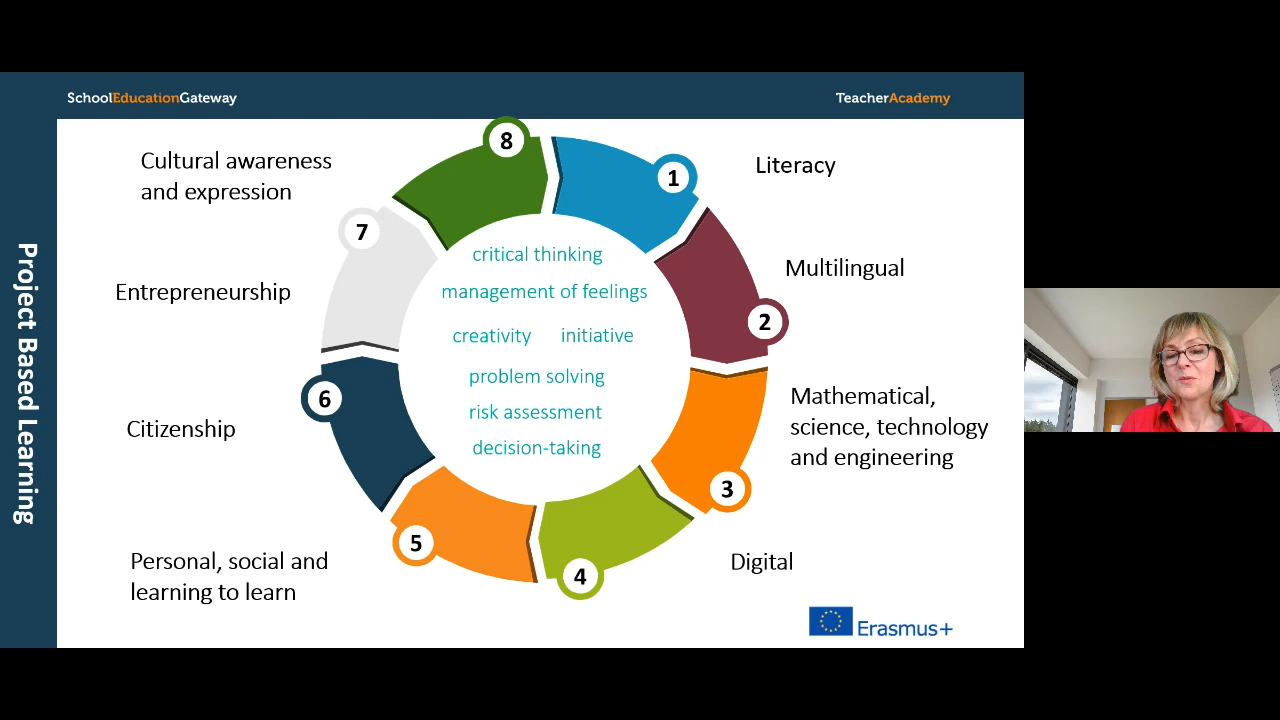 SchoolEducationGateway
TeacherAcademy
Project Based Learning
8
Cultural awareness
and expression
1
Literacy
7
critical thinking
Multilingual
Entrepreneurship
management of feelings
2
creativity initiative
problem solving
6
Mathematical,
science, technology
and engineering
risk assessment
Citizenship
decision-taking
3
5
Personal, social and
learning to learn
4
Digital
Erasmus+